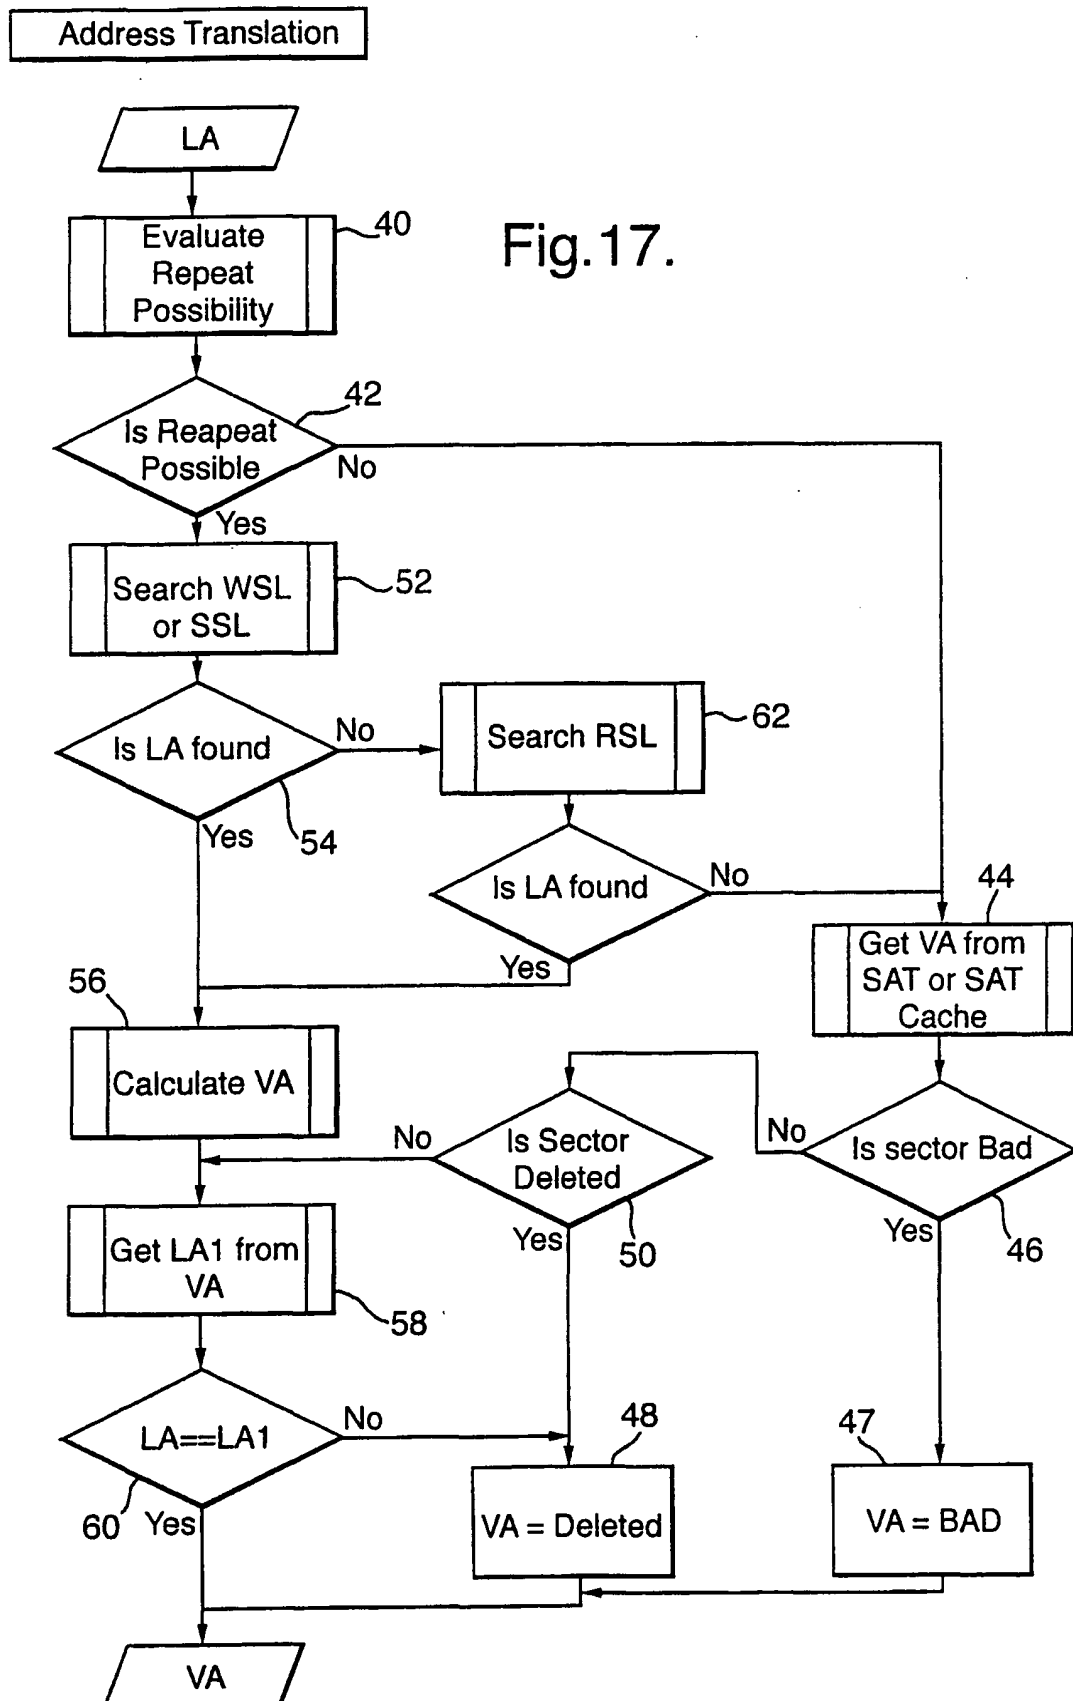 Address Translation
LA
Fig.17.
Evaluate
Repeat
Possibility
40
Is Reapeat
Possible
42
No
Yes
Search WSL
or SSL
52
Is LA found
No
54
Yes
Search RSL
62
Is LA found
No
Yes
44
Get VA from
SAT or SAT
Cache
56
Calculate VA
No
Is Sector
Deleted
50
Yes
No
Is sector Bad
46
Yes
Get LA1 from
VA
58
LA==LA1
No
60
Yes
48
VA = Deleted
47
VA = BAD
VA